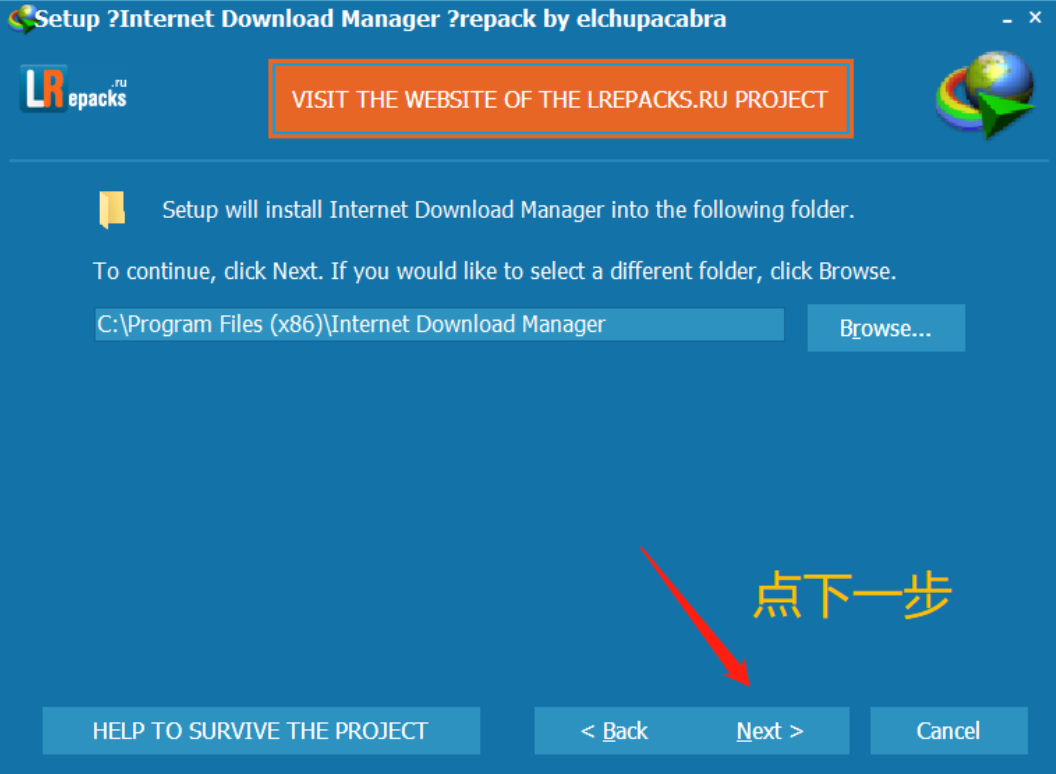 Setup ?Internet Download Manager ?repack by elchupacabra
LRepacks.ru
VISIT THE WEBSITE OF THE LREPACKS.RU PROJECT
Setup will install Internet Download Manager into the following folder.
To continue, click Next. If you would like to select a different folder, click Browse.
C:\Program Files (x86)\Internet Download Manager
Browse...
点下一步
HELP TO SURVIVE THE PROJECT
< Back
Next >
Cancel